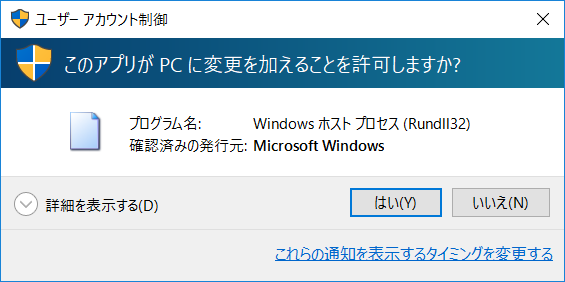 ユーザー アカウント制御
このアプリが PC に変更を加えることを許可しますか?
プログラム名: Windows ホスト プロセス (Rundll32)
確認済みの発行元: Microsoft Windows
詳細を表示する(D)
はい(Y)
いいえ(N)
これらの通知を表示するタイミングを変更する